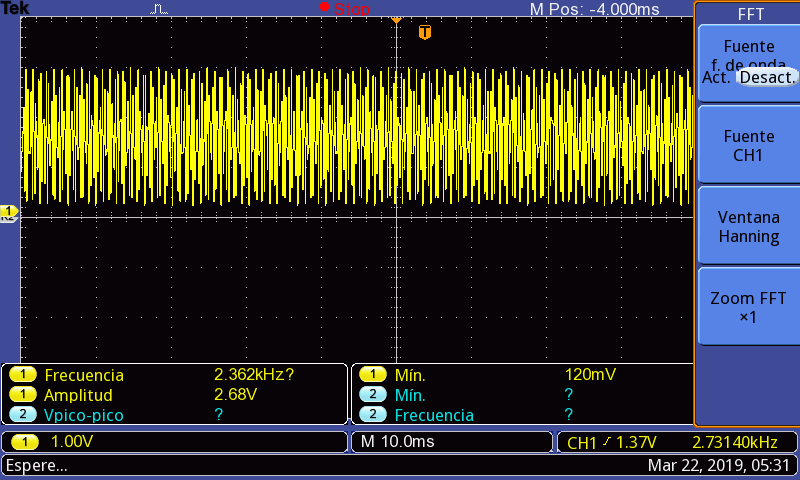 Tek
Stop
M Pos: -4.000ms
T
FFT
Fuente
f. de onda
Act. Desact.
Fuente
CH1
Ventana
Hanning
Zoom FFT
×1
1
1 Frecuencia 2.362kHz?
1 Amplitud 2.68V
2 Vpico-pico ?
1 Mín. 120mV
2 Mín. ?
2 Frecuencia ?
1 1.00V
M 10.0ms
CH1 1.37V 2.73140kHz
Espere...
Mar 22, 2019, 05:31